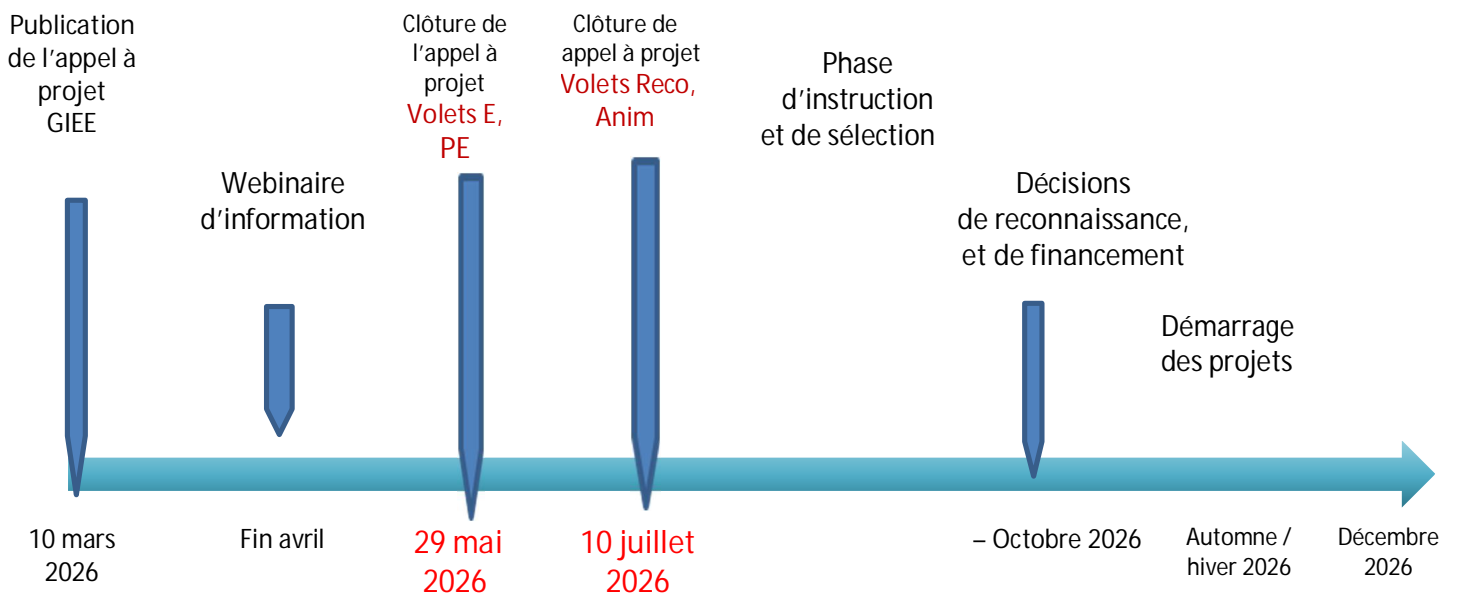 Publication
de l'appel à
projet
GIEE
Webinaire
d'information
Clôture de
l'appel à
projet
Volets E,
PE
Clôture de
appel à projet
Volets Reco,
Anim
Phase
d'instruction
et de sélection
Décisions
de reconnaissance,
et de financement
Démarrage
des projets
10 mars
2026
Fin avril
29 mai
2026
10 juillet
2026
– Octobre 2026
Automne /
hiver 2026
Décembre
2026